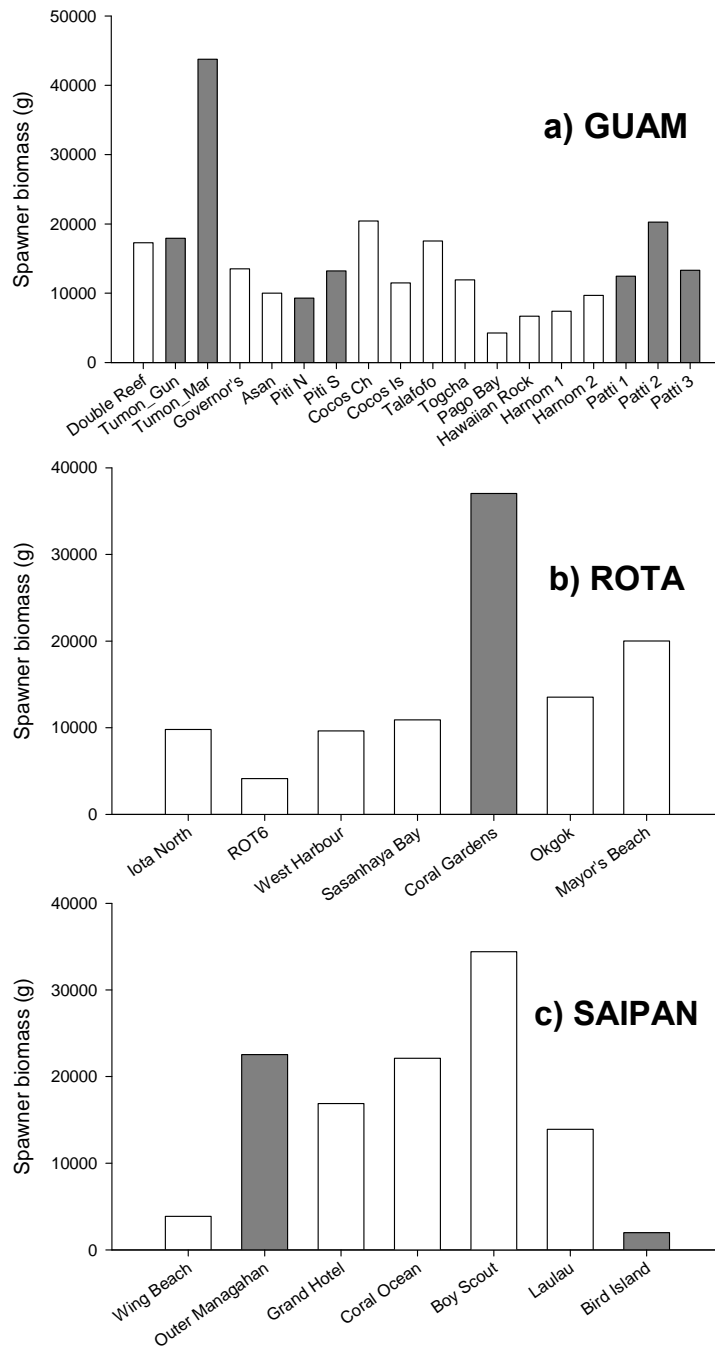 50000
40000
30000
20000
10000
0
Spawner biomass (g)
a) GUAM
Double Reef
Tumon_Gun
Tumon_Mar
Governor's
Asan
Piti N
Piti S
Cocos Ch
Cocos Is
Talafofo
Togcha
Pago Bay
Hawaiian Rock
Harnom 1
Harnom 2
Patti 1
Patti 2
Patti 3
40000
30000
20000
10000
0
Spawner biomass (g)
b) ROTA
Iota North
ROT6
West Harbour
Sasanhaya Bay
Coral Gardens
Okgok
Mayor's Beach
40000
30000
20000
10000
0
Spawner biomass (g)
c) SAIPAN
Wing Beach
Outer Managahan
Grand Hotel
Coral Ocean
Boy Scout
Laulau
Bird Island